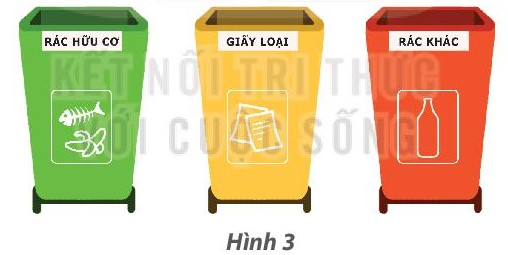 RÁC HỮU CƠ
GIẤY LOẠI
RÁC KHÁC
KẾT NỐI TRI THỨC
VỚI CUỘC SỐNG
Hình 3